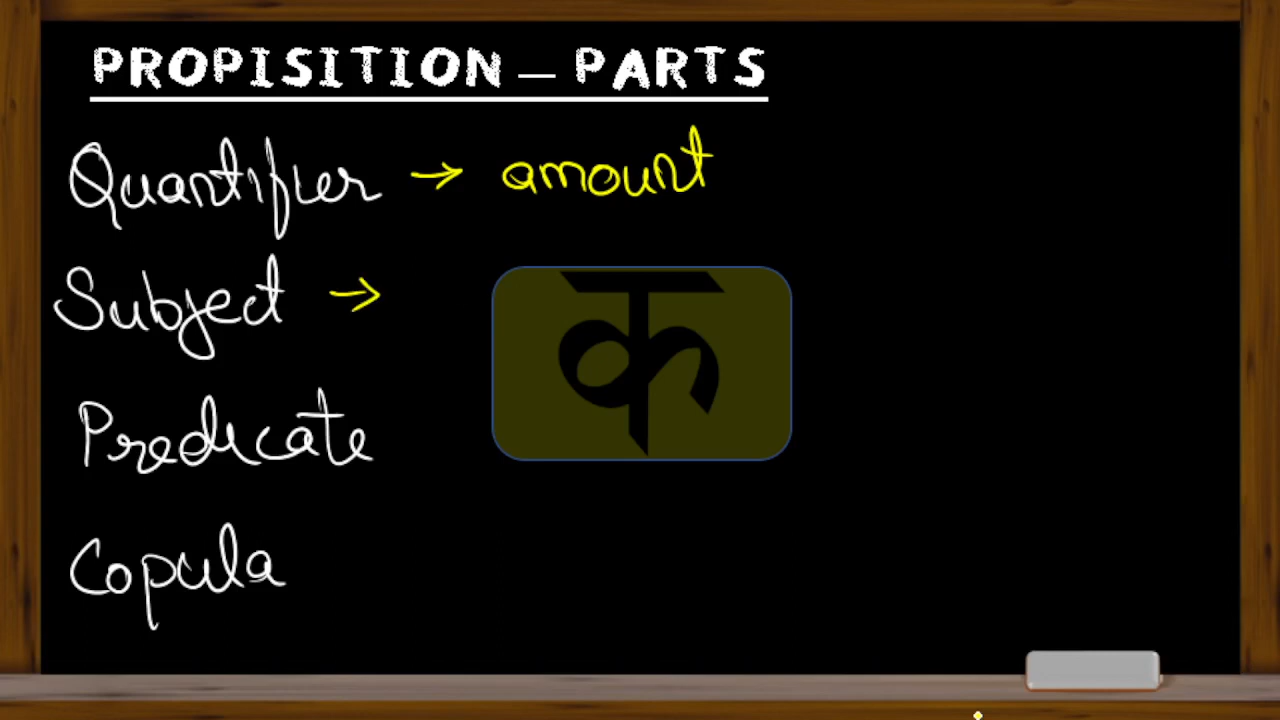 PROPISITION – PARTS
Quantifier → amount
Subject →
क
Predicate
Copula